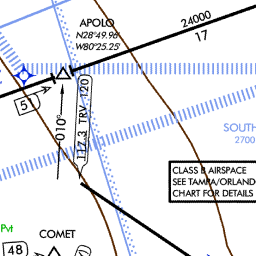 APOLO
N28°49.96'
W80°25.25'
24000
17
51
010°
117.3 TRV 120
SOUTH
2700
CLASS B AIRSPACE
SEE TAMPA/ORLANDO
CHART FOR DETAILS
Pvt
COMET
48